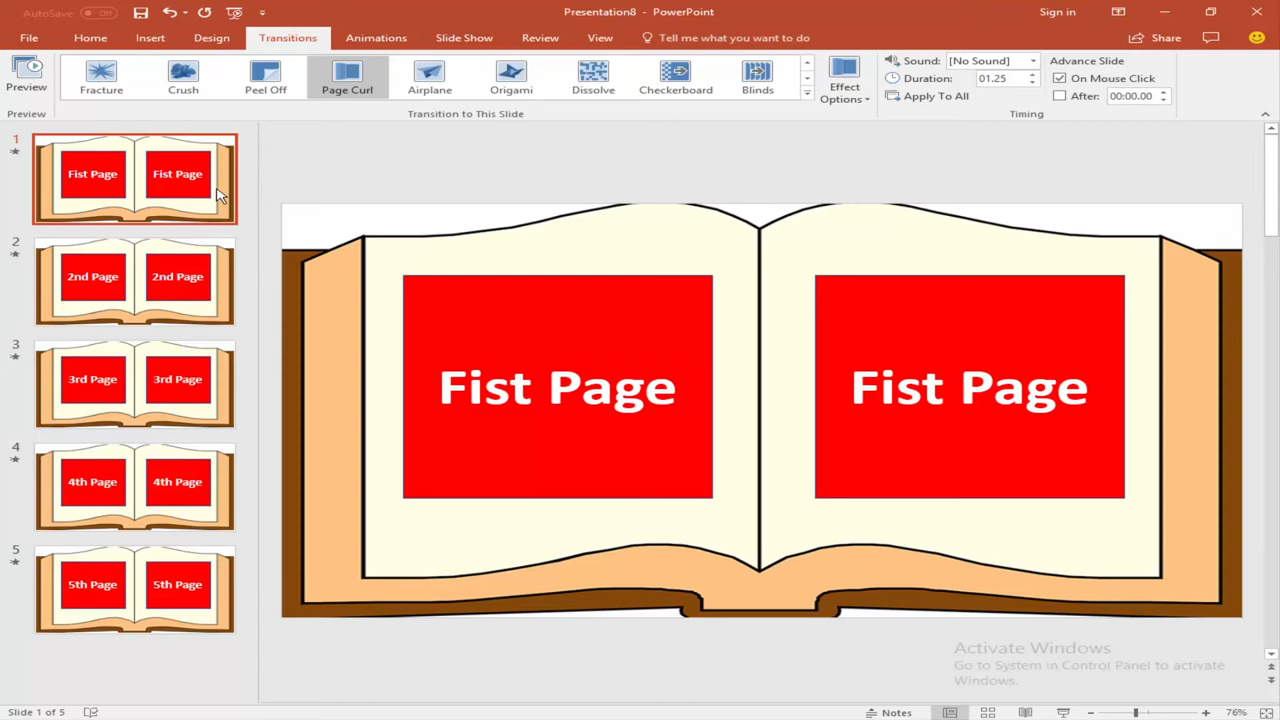 AutoSave Off
Presentation8 - PowerPoint
Sign in
File Home Insert Design Transitions Animations Slide Show Review View Tell me what you want to do
Share
Preview
Fracture Crush Peel Off Page Curl Airplane Origami Dissolve Checkerboard Blinds
Effect
Options
Sound: [No Sound]
Duration: 01.25
Apply To All
Advance Slide
On Mouse Click
After: 00:00.00
Preview
Transition to This Slide
Timing
1
Fist Page Fist Page
2
2nd Page 2nd Page
3
3rd Page 3rd Page
4
4th Page 4th Page
5
5th Page 5th Page
Fist Page Fist Page
Activate Windows
Go to System in Control Panel to activate
Windows.
Slide 1 of 5
Notes
76%